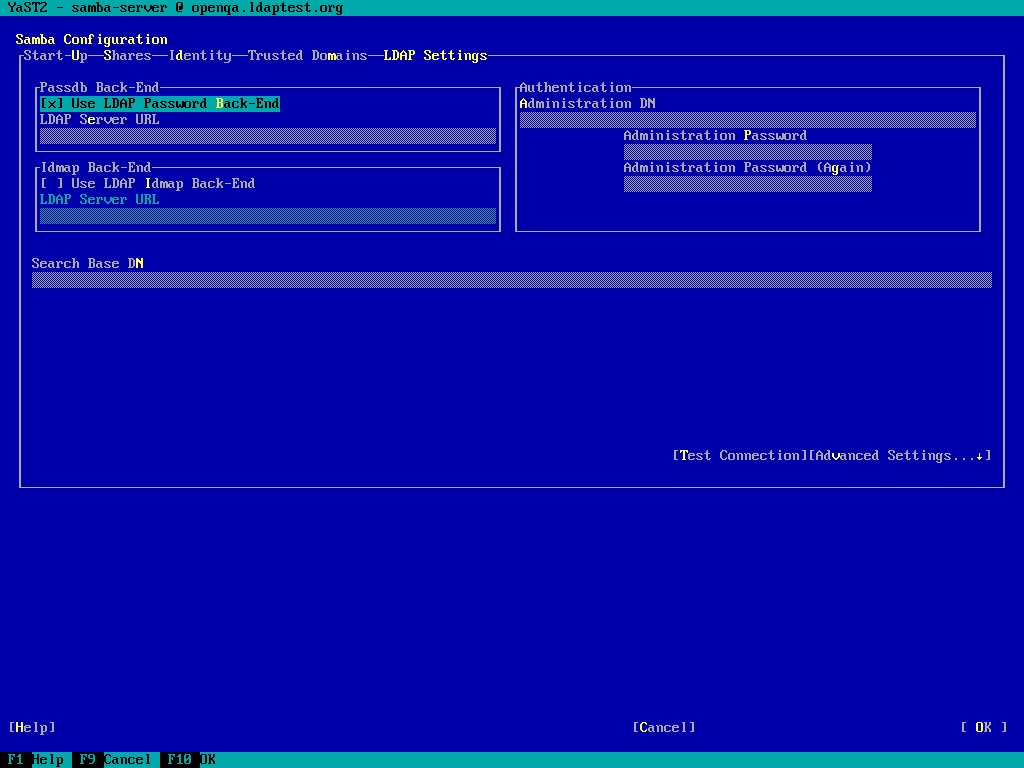 YaST2 - samba-server @ openqa.ldaptest.org
Samba Configuration
Start-Up Shares Identity Trusted Domains LDAP Settings
Passdb Back-End
[x] Use LDAP Password Back-End
LDAP Server URL
Idmap Back-End
[ ] Use LDAP Idmap Back-End
LDAP Server URL
Authentication
Administration DN
Administration Password
Administration Password (Again)
Search Base DN
[Test Connection][Advanced Settings...↓]
[Help] [Cancel] [ OK ]
F1 Help F9 Cancel F10 OK